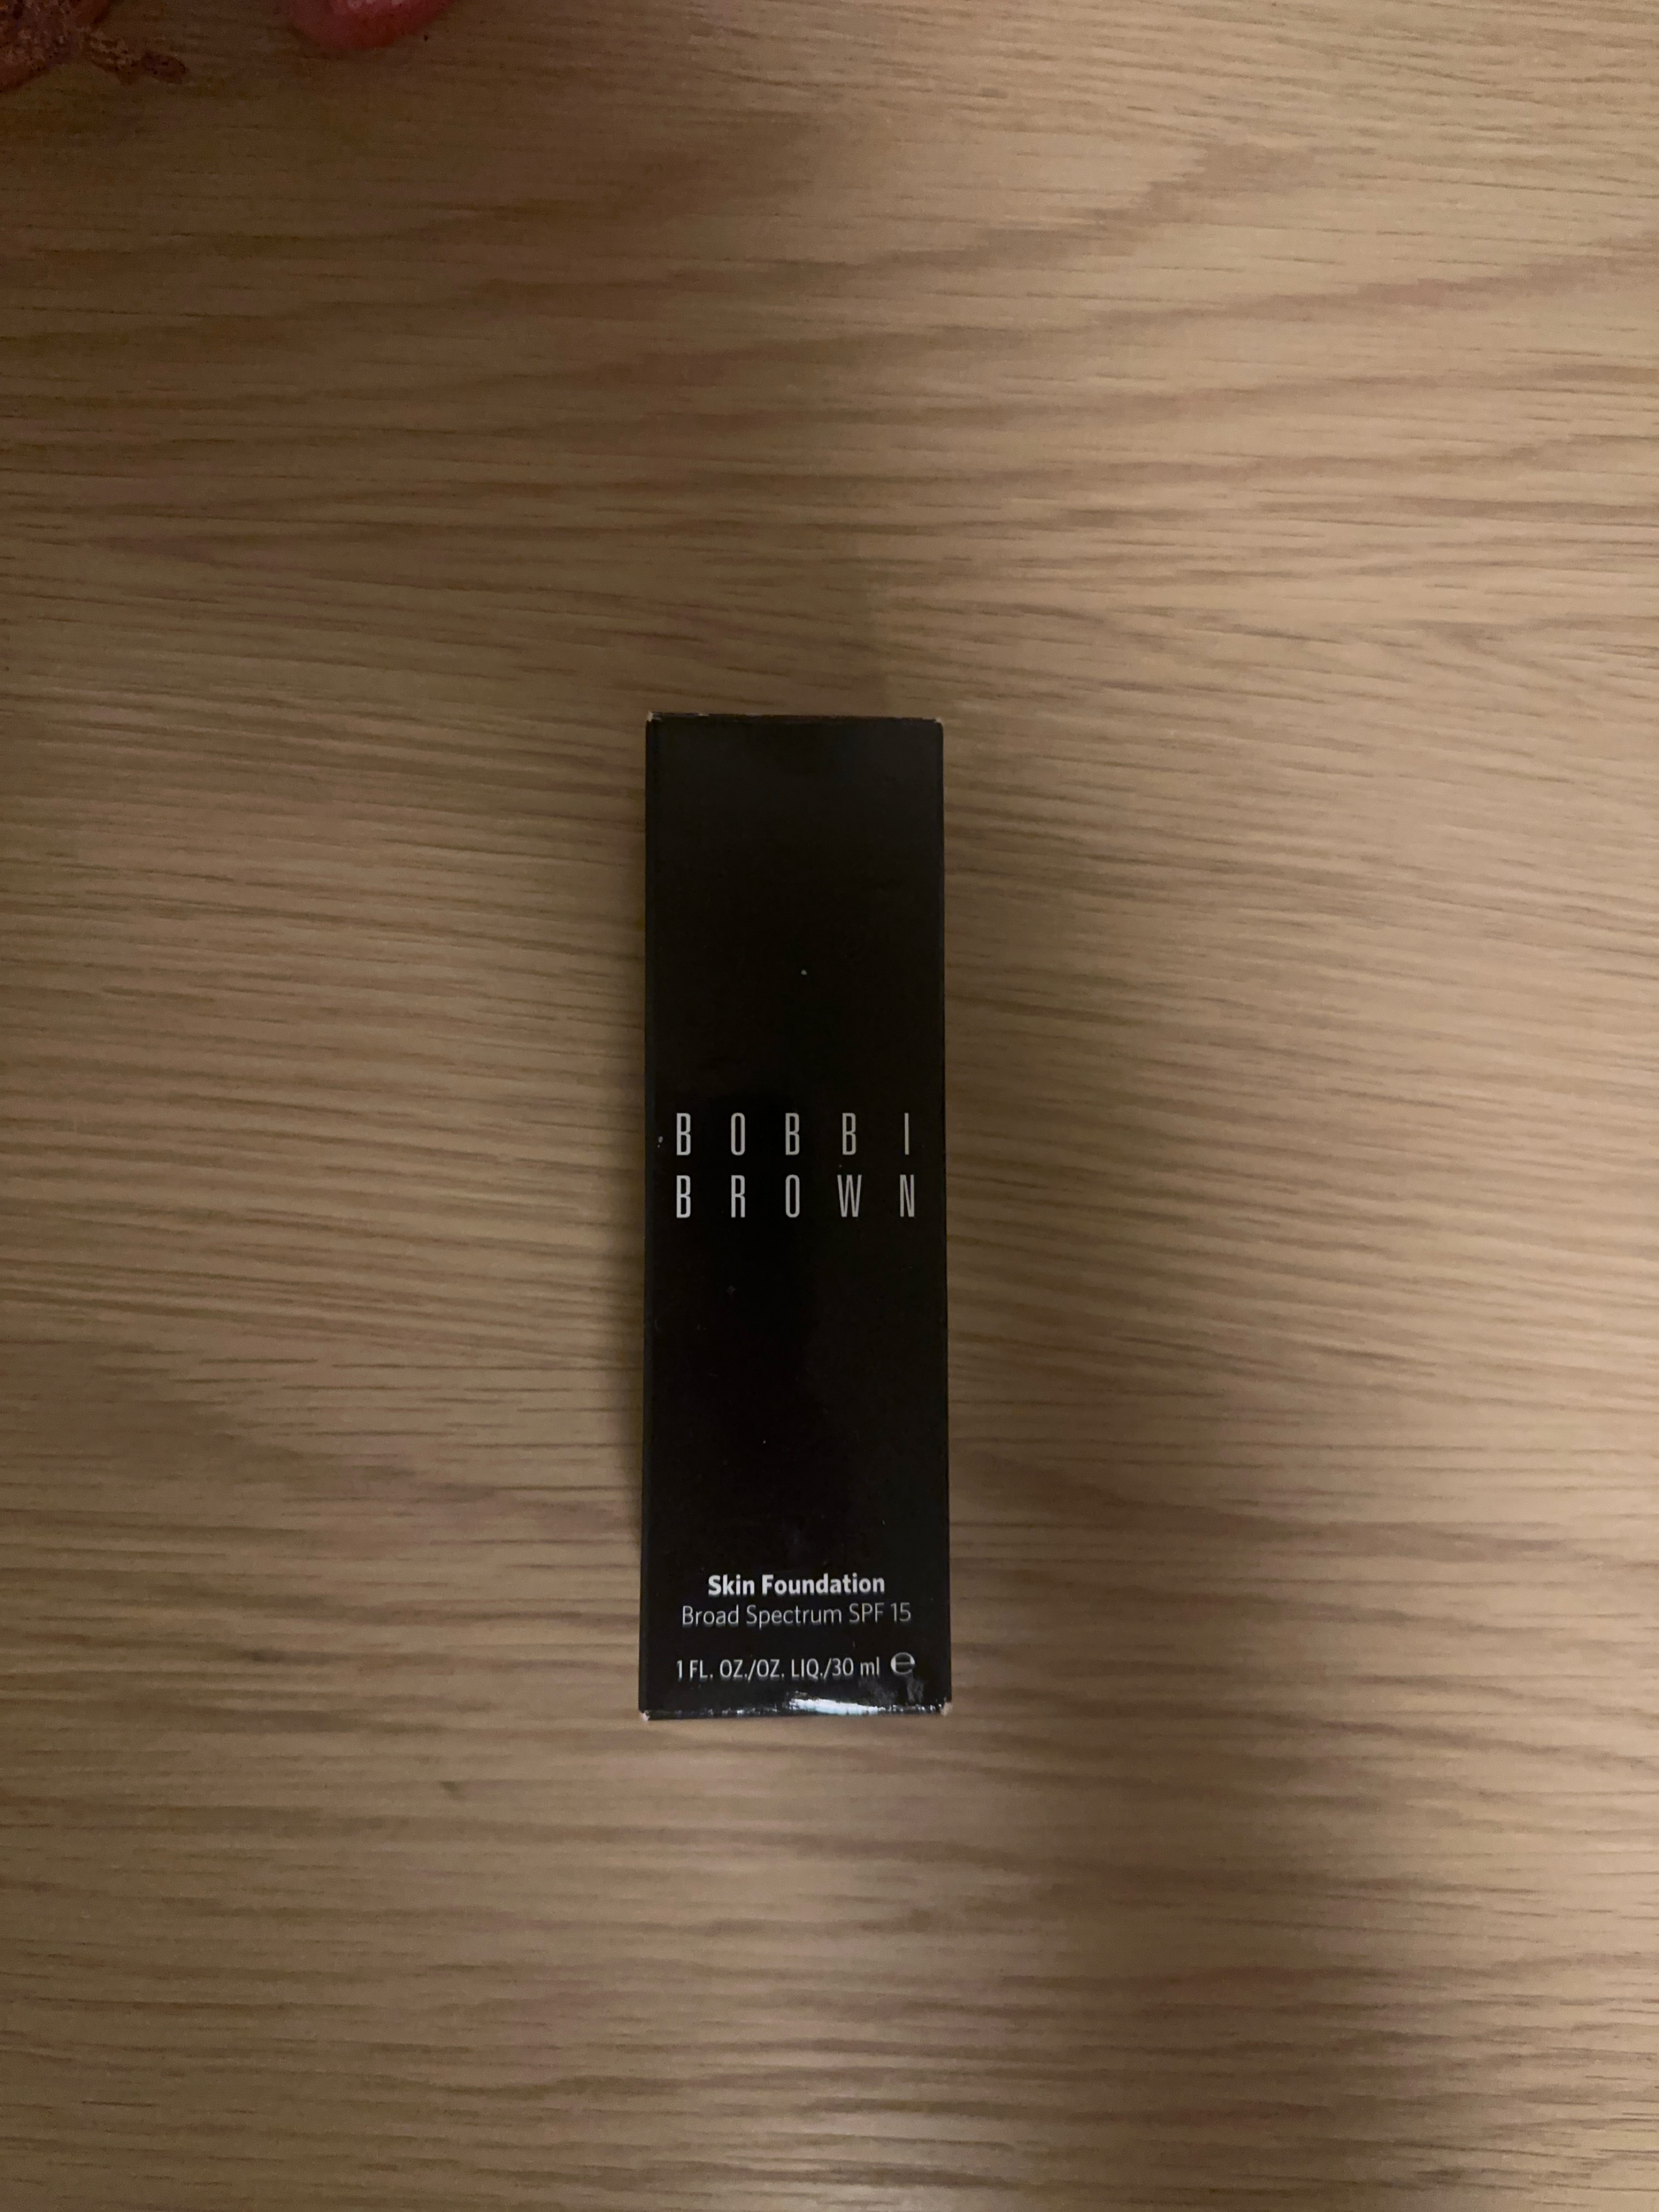 BOBBI
BROWN
Skin Foundation
Broad Spectrum SPF 15
1 FL. OZ./OZ. LIQ./30 ml ℮